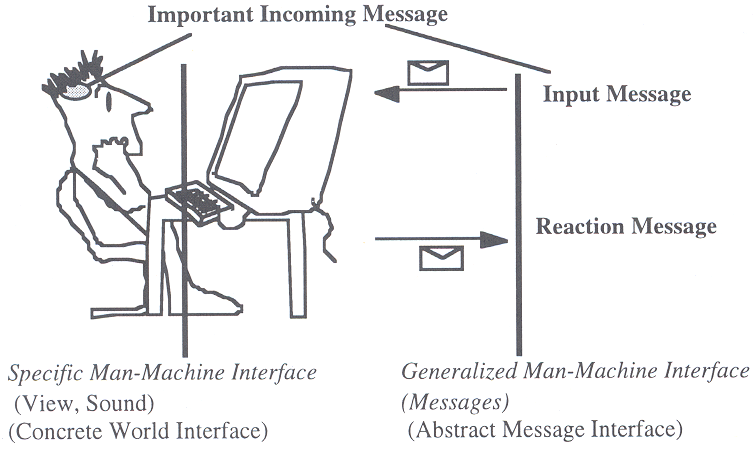 Important Incoming Message
Input Message
Reaction Message
Specific Man-Machine Interface
(View, Sound)
(Concrete World Interface)
Generalized Man-Machine Interface
(Messages)
(Abstract Message Interface)